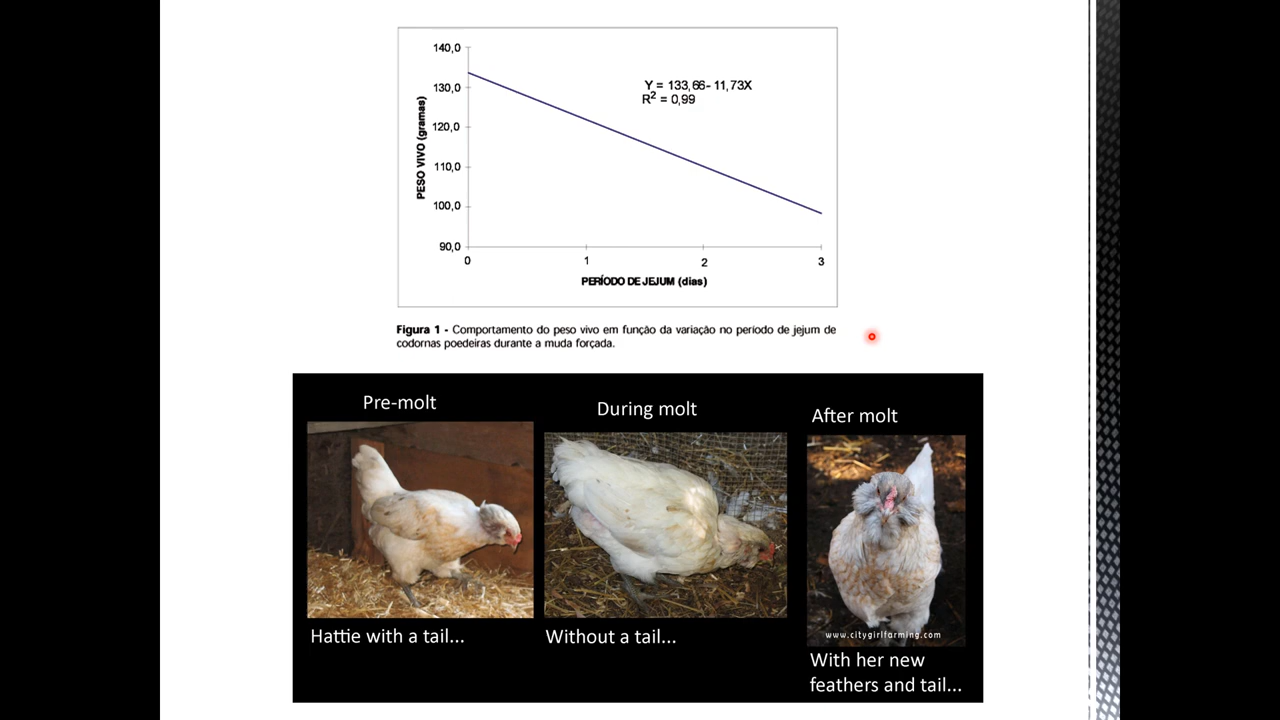 140,0
130,0
120,0
110,0
100,0
90,0
PESO VIVO (gramas)
Y = 133,66- 11,73X
R² = 0,99
0 1 2 3
PERÍODO DE JEJUM (dias)
Figura 1 - Comportamento do peso vivo em função da variação no período de jejum de
codornas poedeiras durante a muda forçada.
Pre-molt
During molt
After molt
www.citygirlfarming.com
Hattie with a tail...
Without a tail...
With her new
feathers and tail...